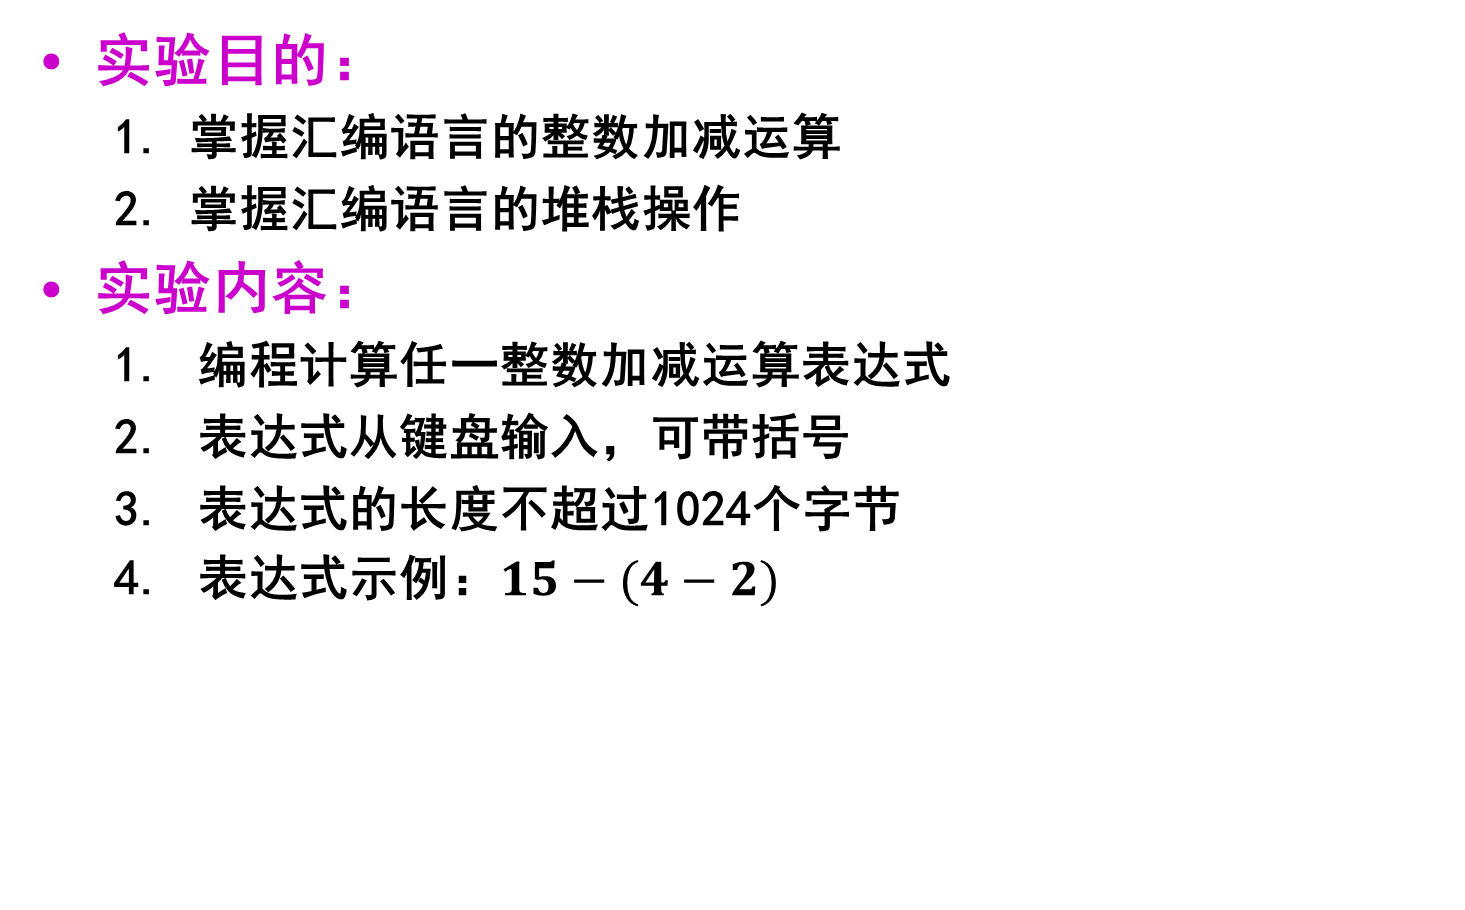 • 实验目的：
1. 掌握汇编语言的整数加减运算
2. 掌握汇编语言的堆栈操作
• 实验内容：
1. 编程计算任一整数加减运算表达式
2. 表达式从键盘输入，可带括号
3. 表达式的长度不超过1024个字节
4. 表达式示例：15 − (4 − 2)